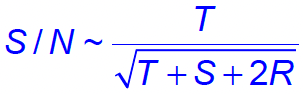 S / N ~ T / √(T + S + 2R)